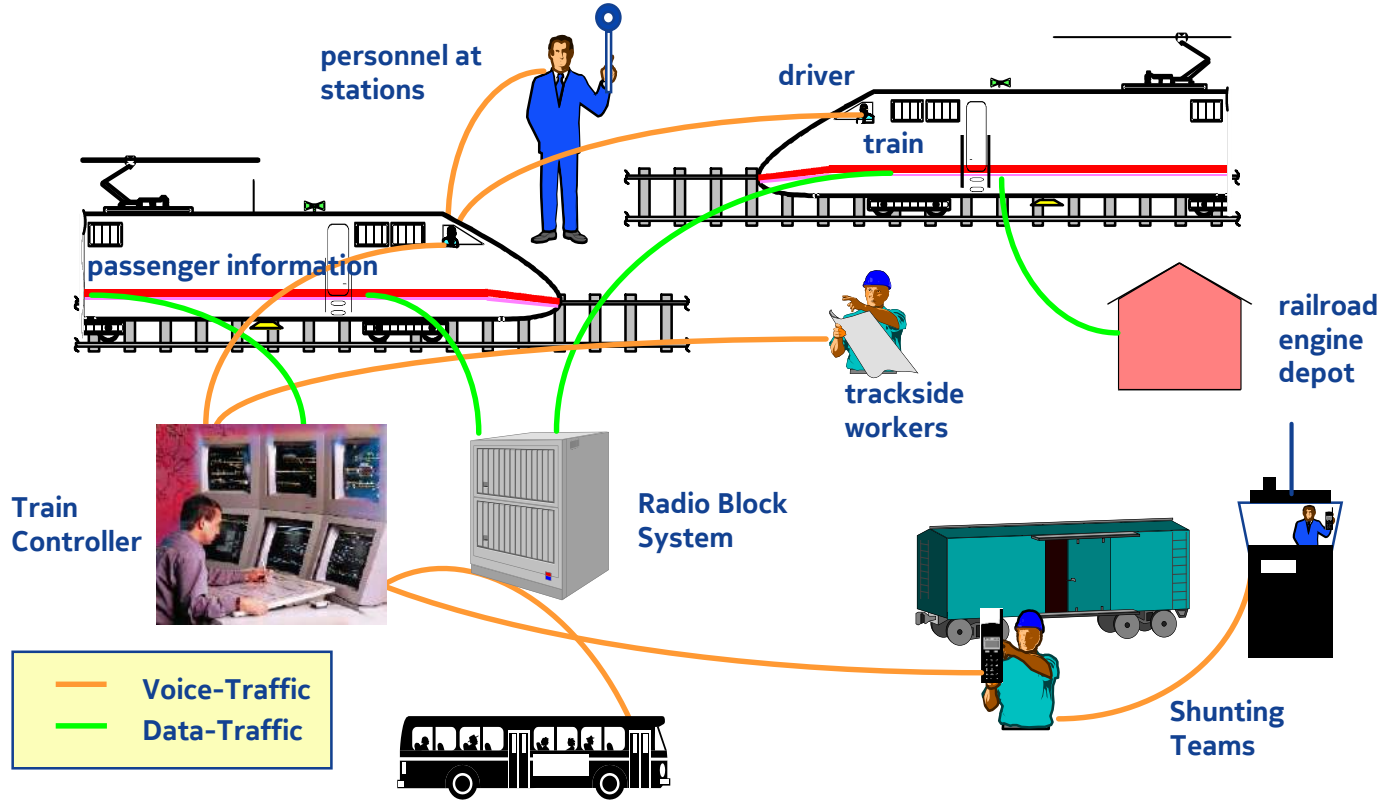 personnel at
stations
driver
train
passenger information
railroad
engine
depot
trackside
workers
Train
Controller
Radio Block
System
Voice-Traffic
Data-Traffic
Shunting
Teams